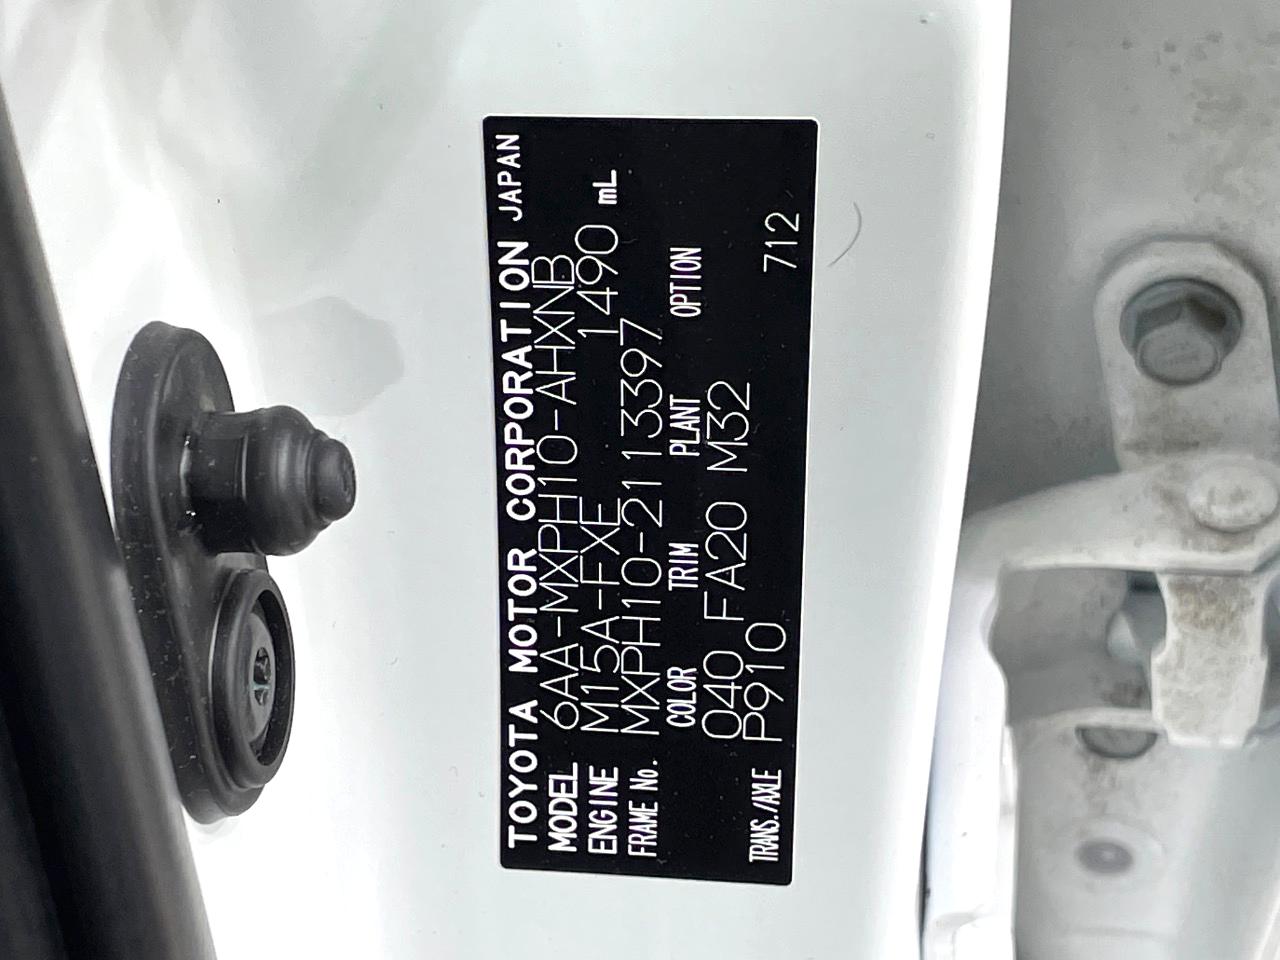 TOYOTA MOTOR CORPORATION JAPAN
MODEL 6AA-MXPH10-AHXNB
ENGINE M15A-FXE 1490 mL
FRAME No. MXPH10-2113397
COLOR TRIM PLANT OPTION
040 FA20 M32
TRANS./AXLE P910 712